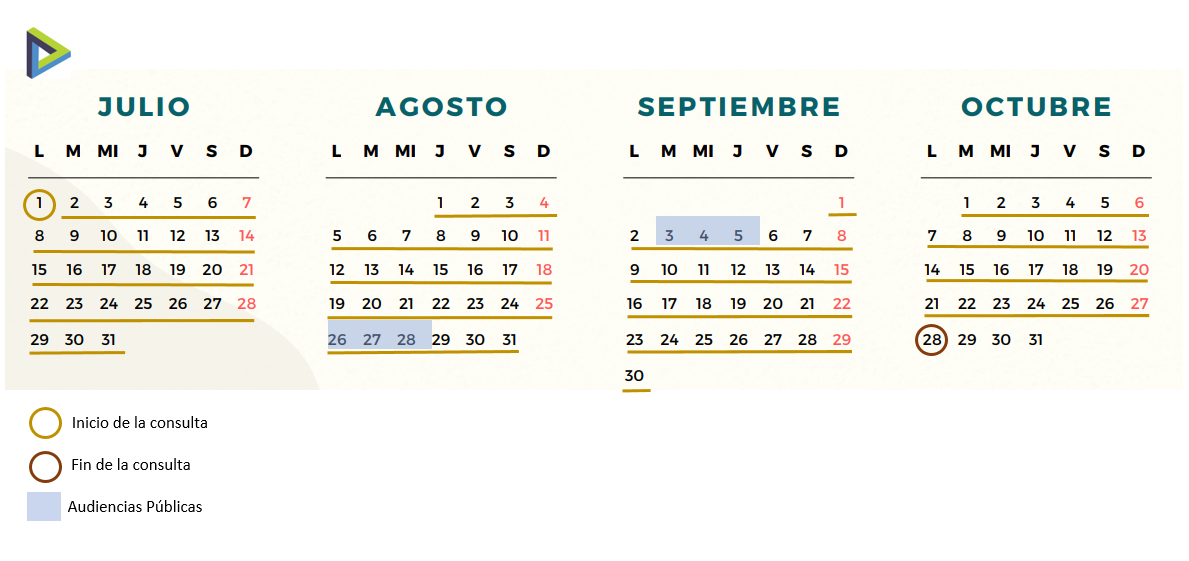 JULIO
L M MI J V S D
1 2 3 4 5 6 7
8 9 10 11 12 13 14
15 16 17 18 19 20 21
22 23 24 25 26 27 28
29 30 31
AGOSTO
L M MI J V S D
1 2 3 4
5 6 7 8 9 10 11
12 13 14 15 16 17 18
19 20 21 22 23 24 25
26 27 28 29 30 31
SEPTIEMBRE
L M MI J V S D
1
2 3 4 5 6 7 8
9 10 11 12 13 14 15
16 17 18 19 20 21 22
23 24 25 26 27 28 29
30
OCTUBRE
L M MI J V S D
1 2 3 4 5 6
7 8 9 10 11 12 13
14 15 16 17 18 19 20
21 22 23 24 25 26 27
28 29 30 31
Inicio de la consulta
Fin de la consulta
Audiencias Públicas